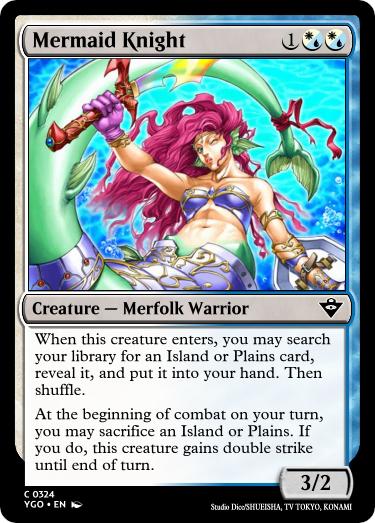 Mermaid Knight 1
Creature — Merfolk Warrior
When this creature enters, you may search
your library for an Island or Plains card,
reveal it, and put it into your hand. Then
shuffle.
At the beginning of combat on your turn,
you may sacrifice an Island or Plains. If
you do, this creature gains double strike
until end of turn.
3/2
C 0324
YGO • EN
Studio Dice/SHUEISHA, TV TOKYO, KONAMI